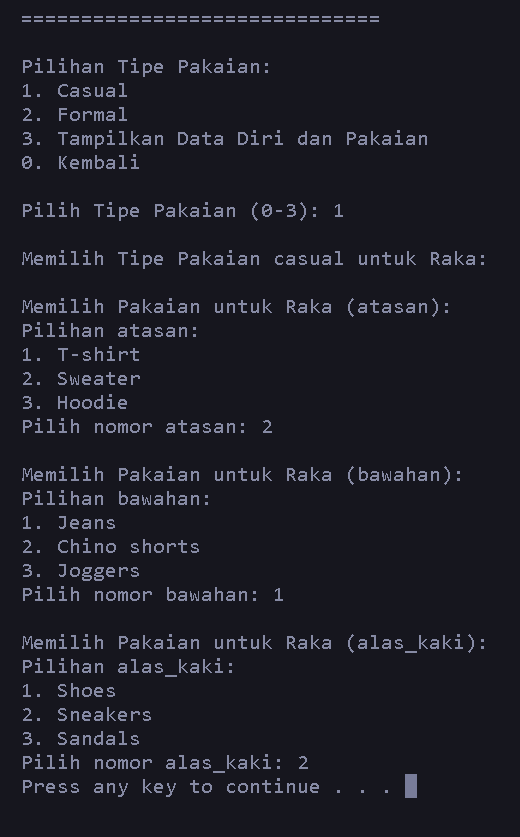 ==============================
Pilihan Tipe Pakaian:
1. Casual
2. Formal
3. Tampilkan Data Diri dan Pakaian
0. Kembali
Pilih Tipe Pakaian (0-3): 1
Memilih Tipe Pakaian casual untuk Raka:
Memilih Pakaian untuk Raka (atasan):
Pilihan atasan:
1. T-shirt
2. Sweater
3. Hoodie
Pilih nomor atasan: 2
Memilih Pakaian untuk Raka (bawahan):
Pilihan bawahan:
1. Jeans
2. Chino shorts
3. Joggers
Pilih nomor bawahan: 1
Memilih Pakaian untuk Raka (alas_kaki):
Pilihan alas_kaki:
1. Shoes
2. Sneakers
3. Sandals
Pilih nomor alas_kaki: 2
Press any key to continue . . .